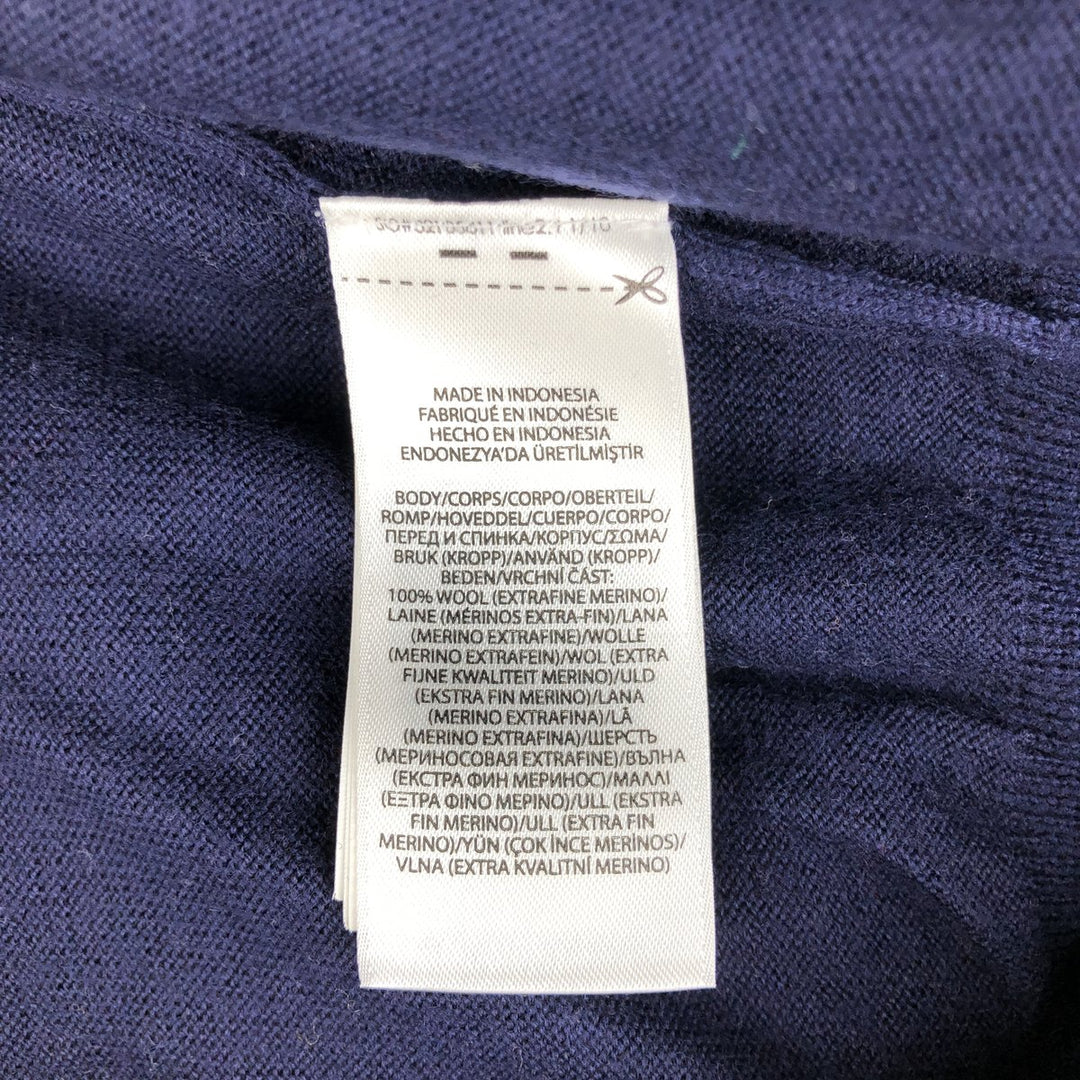 MADE IN INDONESIA
FABRIQUÉ EN INDONÉSIE
HECHO EN INDONESIA
ENDONEZYA'DA ÜRETİLMİŞTİR
BODY/CORPS/CORPO/OBERTEIL/
ROMP/HOVEDDEL/CUERPO/CORPO/
ПЕРЕД И СПИНКА/КОРПУС/ΣΩΜΑ/
BRUK (KROPP)/ANVÄND (KROPP)/
BEDEN/VRCHNÍ ČÁST:
100% WOOL (EXTRAFINE MERINO)/
LAINE (MÉRINOS EXTRA-FIN)/LANA
(MERINO EXTRAFINE)/WOLLE
(MERINO EXTRAFEIN)/WOL (EXTRA
FIJNE KWALITEIT MERINO)/ULD
(EKSTRA FIN MERINO)/LANA
(MERINO EXTRAFINA)/LÃ
(MERINO EXTRAFINA)/ШЕРСТЬ
(МЕРИНОСОВАЯ EXTRAFINE)/ВЪЛНА
(ЕКСТРА ФИН МЕРИНОС)/ΜΑΛΛΙ
(ΕΞΤΡΑ ΦΙΝΟ ΜΕΡΙΝΟ)/ULL (EKSTRA
FIN MERINO)/ULL (EXTRA FIN
MERINO)/YÜN (ÇOK İNCE MERİNOS)/
VLNA (EXTRA KVALITNÍ MERINO)